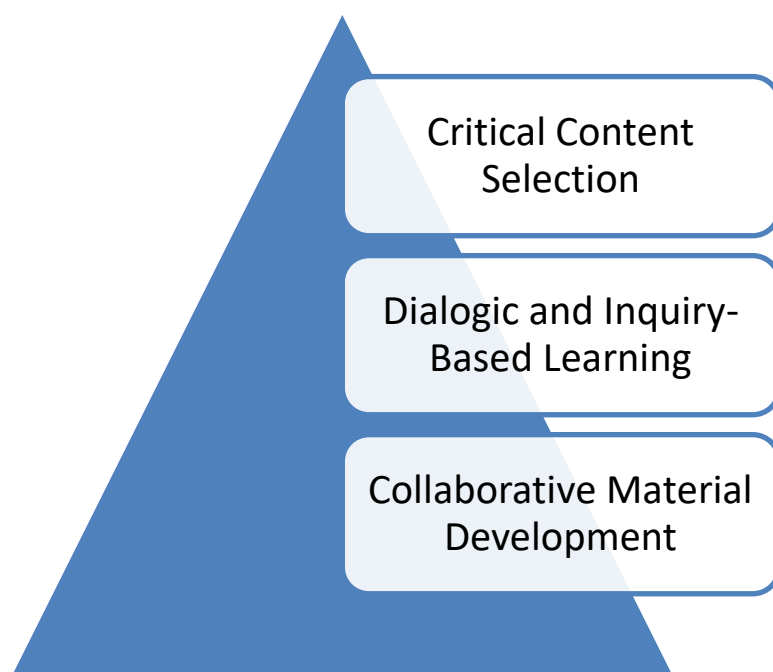 Critical Content
Selection
Dialogic and Inquiry-
Based Learning
Collaborative Material
Development